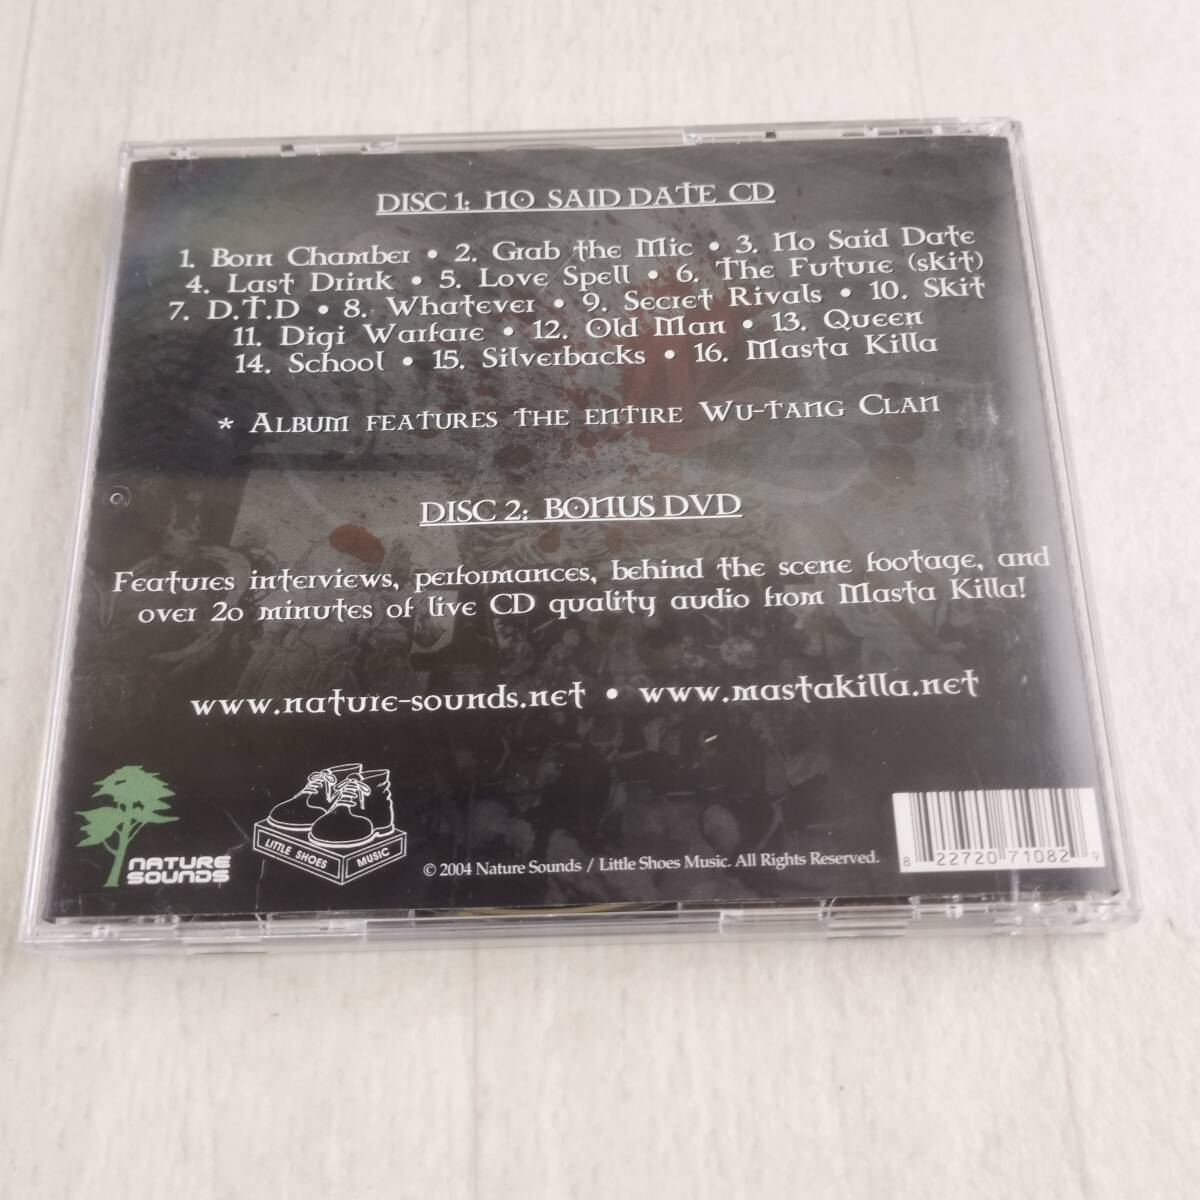 DISC 1: NO SAID DATE CD
1. Born Chamber • 2. Grab the Mic • 3. No Said Date
4. Last Drink • 5. Love Spell • 6. The Future (skit)
7. D.T.D • 8. Whatever • 9. Secret Rivals • 10. Skit
11. Digi Warfare • 12. Old Man • 13. Queen
14. School • 15. Silverbacks • 16. Masta Killa
* Album features the entire Wu-tang Clan
DISC 2: BONUS DVD
Features interviews, performances, behind the scene footage, and
over 20 minutes of live CD quality audio from Masta Killa!
www.nature-sounds.net • www.mastakilla.net
NATURE
SOUNDS
LITTLE SHOES MUSIC
© 2004 Nature Sounds / Little Shoes Music. All Rights Reserved.
8 22720 71082 9